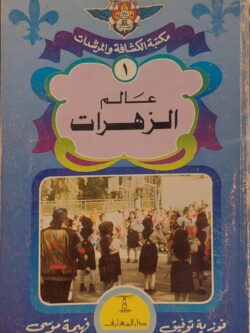 مكتبة الكشافة والمرشدات
١
عالم
الزهرات
دار المعارف
فوزية توفيق
فهيمة موسى